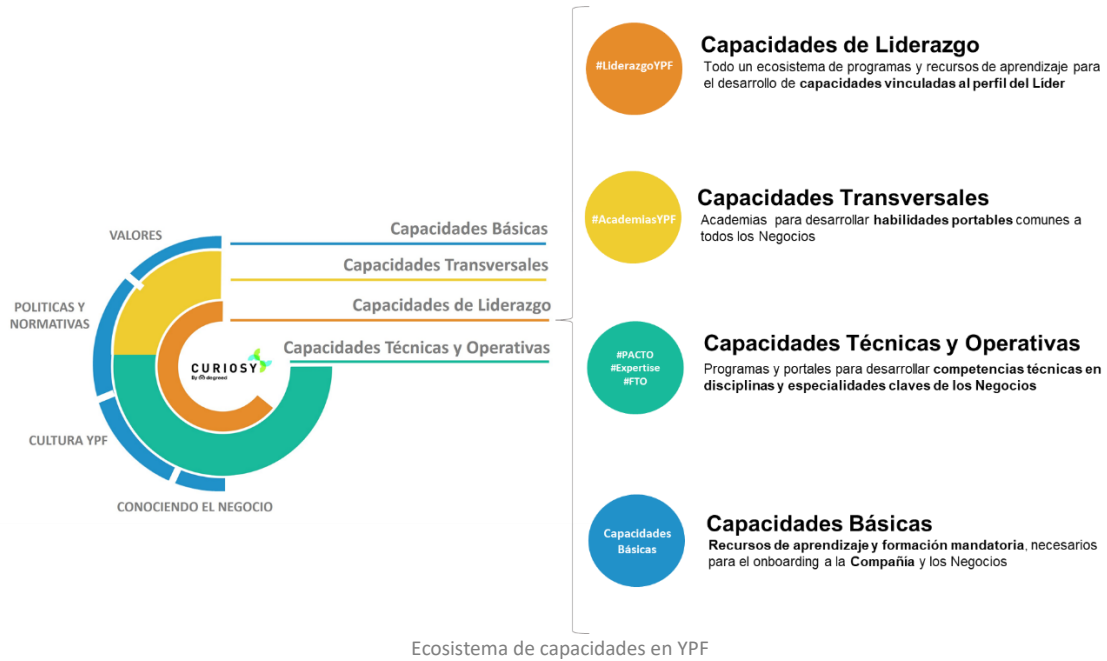 VALORES
POLITICAS Y
NORMATIVAS
CULTURA YPF
CONOCIENDO EL NEGOCIO
CURIOSY
By degreed
Capacidades Básicas
Capacidades Transversales
Capacidades de Liderazgo
Capacidades Técnicas y Operativas
#LiderazgoYPF
Capacidades de Liderazgo
Todo un ecosistema de programas y recursos de aprendizaje para
el desarrollo de capacidades vinculadas al perfil del Líder
#AcademiasYPF
Capacidades Transversales
Academias para desarrollar habilidades portables comunes a
todos los Negocios
#PACTO
#Expertise
#FTO
Capacidades Técnicas y Operativas
Programas y portales para desarrollar competencias técnicas en
disciplinas y especialidades claves de los Negocios
Capacidades
Básicas
Capacidades Básicas
Recursos de aprendizaje y formación mandatoria, necesarios
para el onboarding a la Compañía y los Negocios
Ecosistema de capacidades en YPF